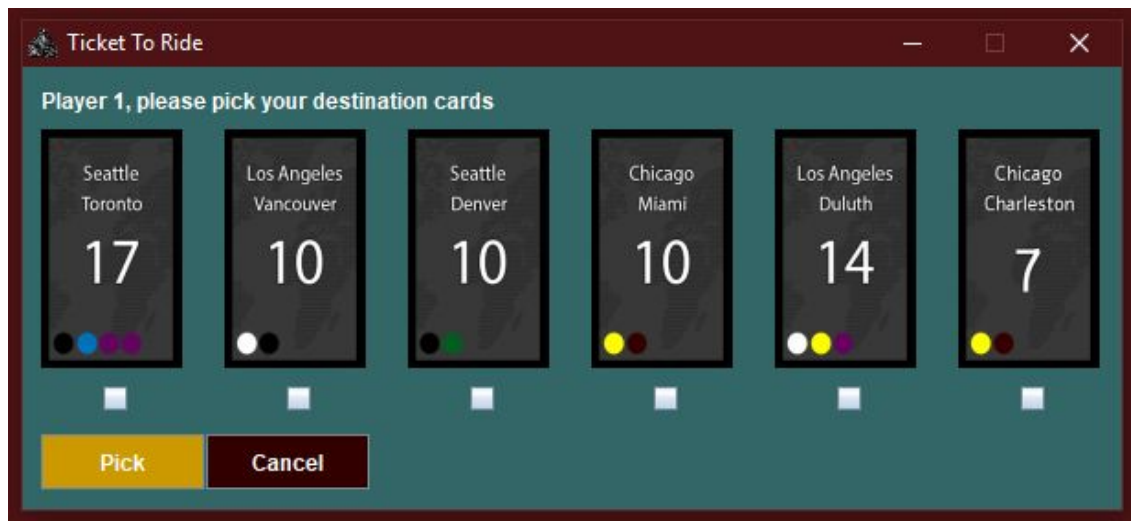 Ticket To Ride
Player 1, please pick your destination cards
Seattle
Toronto
17
Los Angeles
Vancouver
10
Seattle
Denver
10
Chicago
Miami
10
Los Angeles
Duluth
14
Chicago
Charleston
7
Pick
Cancel